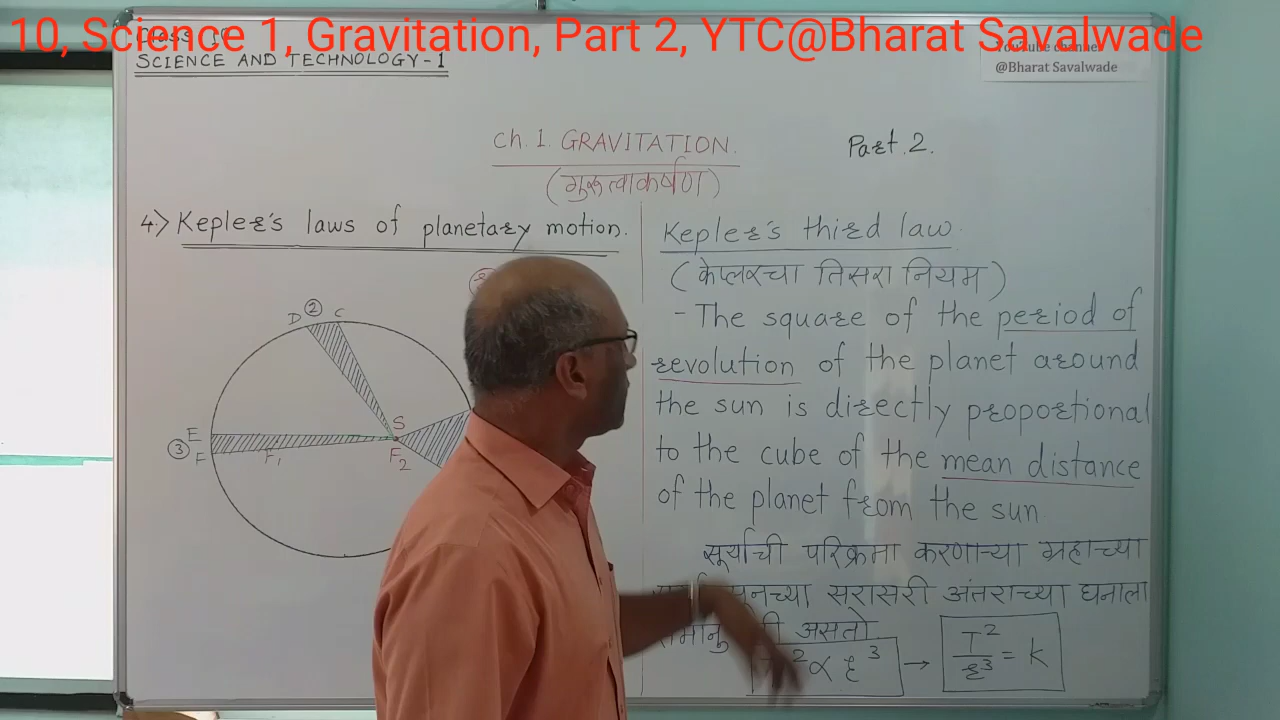 10, Science 1, Gravitation, Part 2, YTC@Bharat Savalwade
SCIENCE AND TECHNOLOGY-1
YouTube channel
@Bharat Savalwade
Ch. 1. GRAVITATION.
(गुरुत्वाकर्षण)
Part. 2.
4.) Kepler's laws of planetary motion.
D ② C
S
E
③ F
F₁
F₂
Kepler's third law.
(केप्लरचा तिसरा नियम)
- The square of the period of
revolution of the planet around
the sun is directly proportional
to the cube of the mean distance
of the planet from the sun
सूर्याची परिक्रमा करणाऱ्या ग्रहाच्या
सरासरी अंतराच्या घनाला
असतो.
² ∝ r³ → T²/r³ = K